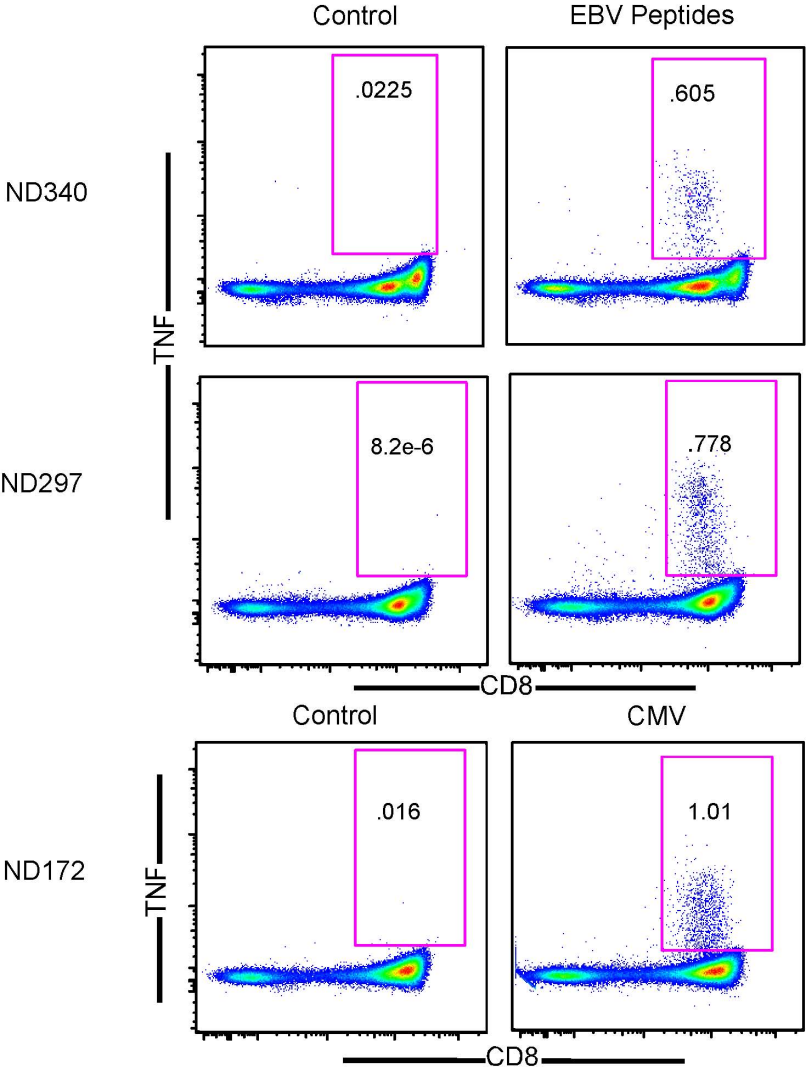 Control EBV Peptides
.0225 .605
ND340
TNF
8.2e-6 .778
ND297
CD8
Control CMV
.016 1.01
ND172
TNF
CD8